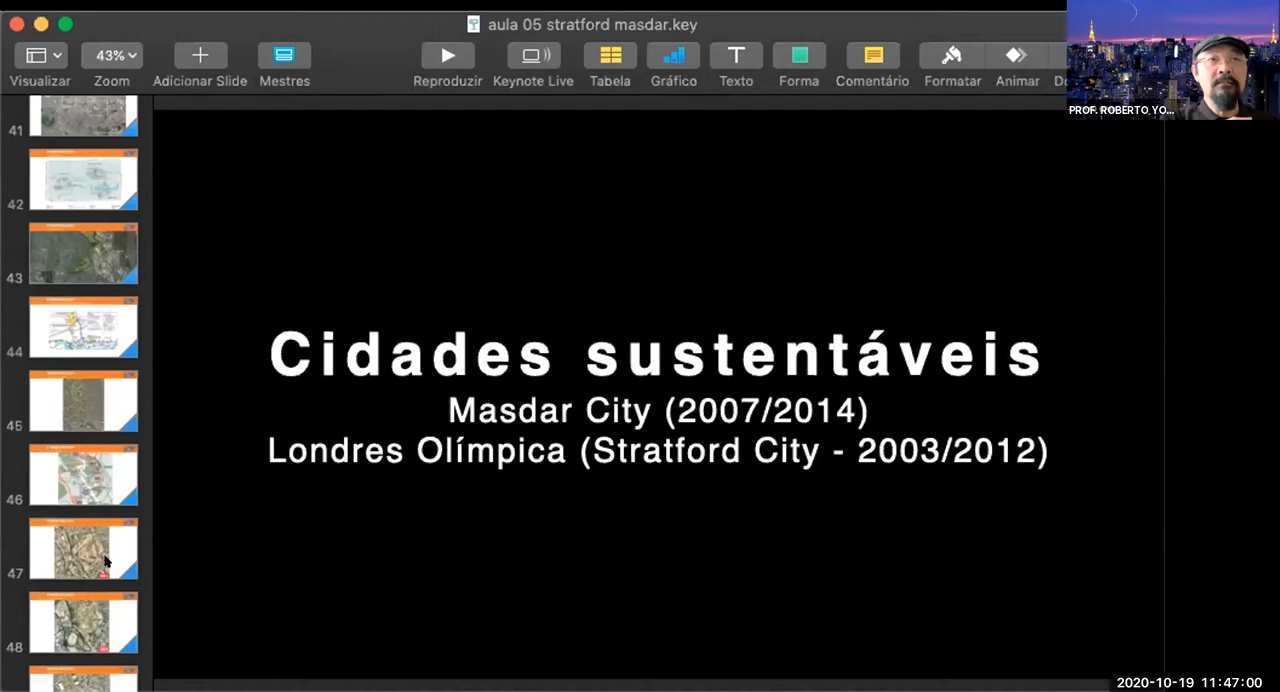 aula 05 stratford masdar.key
43%
Visualizar
Zoom
Adicionar Slide
Mestres
Reproduzir
Keynote Live
Tabela
Gráfico
T
Texto
Forma
Comentário
Formatar
Animar
PROF. ROBERTO YO...
41
42
43
44
45
46
47
48
Cidades sustentáveis
Masdar City (2007/2014)
Londres Olímpica (Stratford City - 2003/2012)
2020-10-19 11:47:00